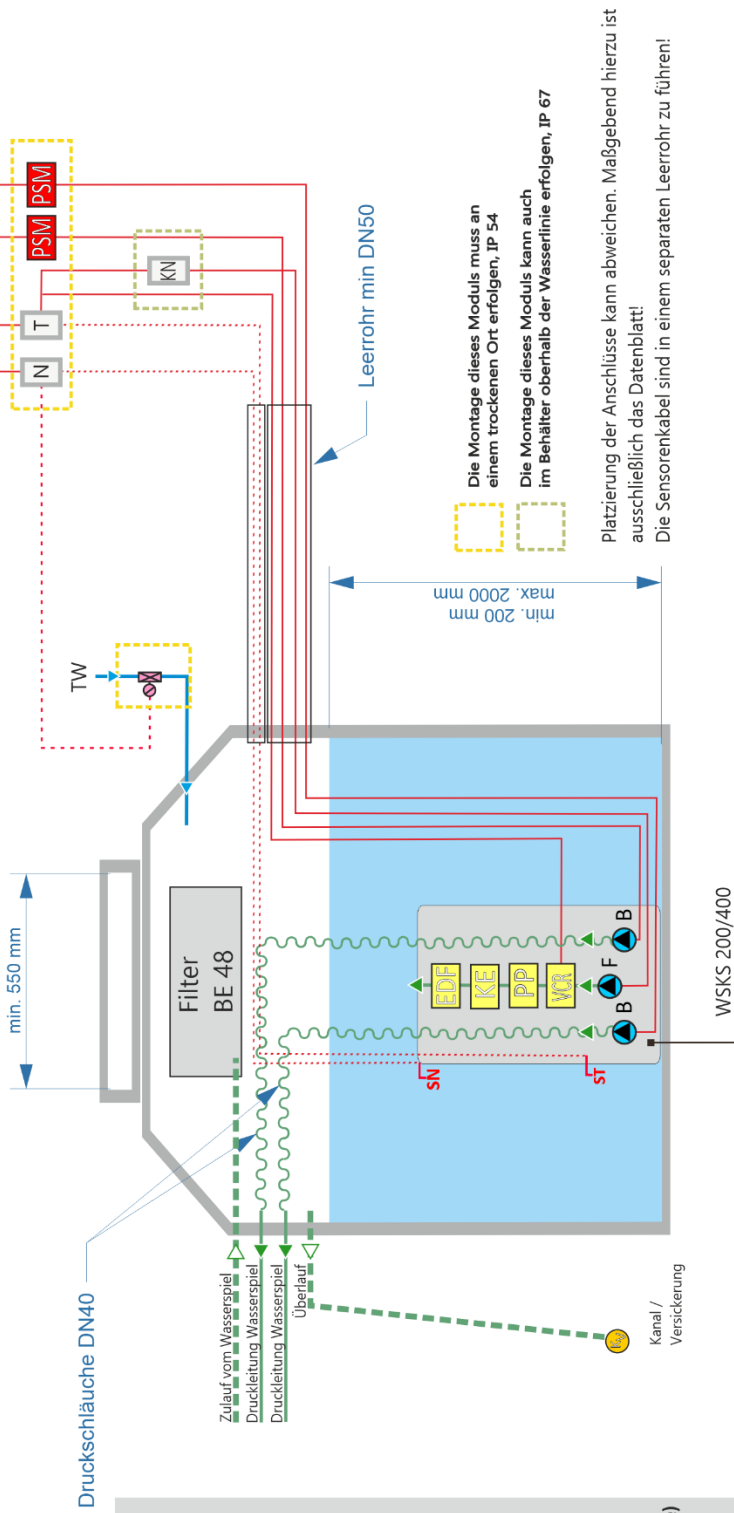 Druckschläuche DN40
min. 550 mm
TW
N
T
PSM
PSM
KN
Filter
BE 48
Leerrohr min DN50
Zulauf vom Wasserspiel
Druckleitung Wasserspiel
Druckleitung Wasserspiel
Überlauf
Kanal /
Versickerung
SN
ST
EDF
KE
PP
VCR
B
F
B
WSKS 200/400
min. 200 mm
max. 2000 mm
Die Montage dieses Moduls muss an
einem trockenen Ort erfolgen, IP 54
Die Montage dieses Moduls kann auch
im Behälter oberhalb der Wasserlinie erfolgen, IP 67
Platzierung der Anschlüsse kann abweichen. Maßgebend hierzu ist
ausschließlich das Datenblatt!
Die Sensorenkabel sind in einem separaten Leerrohr zu führen!